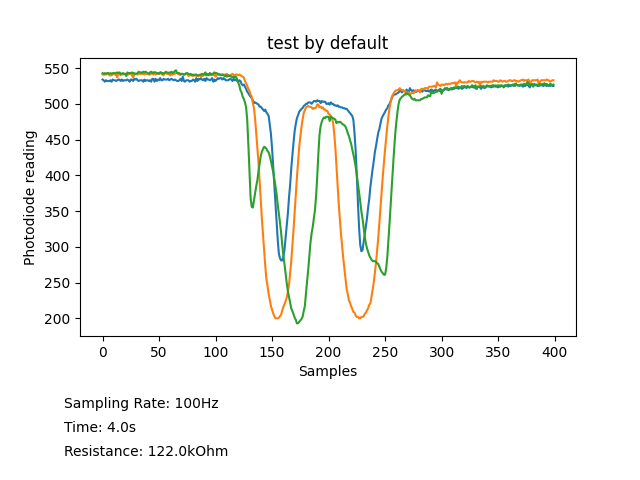 test by default
550
500
450
400
350
300
250
200
Photodiode reading
0 50 100 150 200 250 300 350 400
Samples
Sampling Rate: 100Hz
Time: 4.0s
Resistance: 122.0kOhm